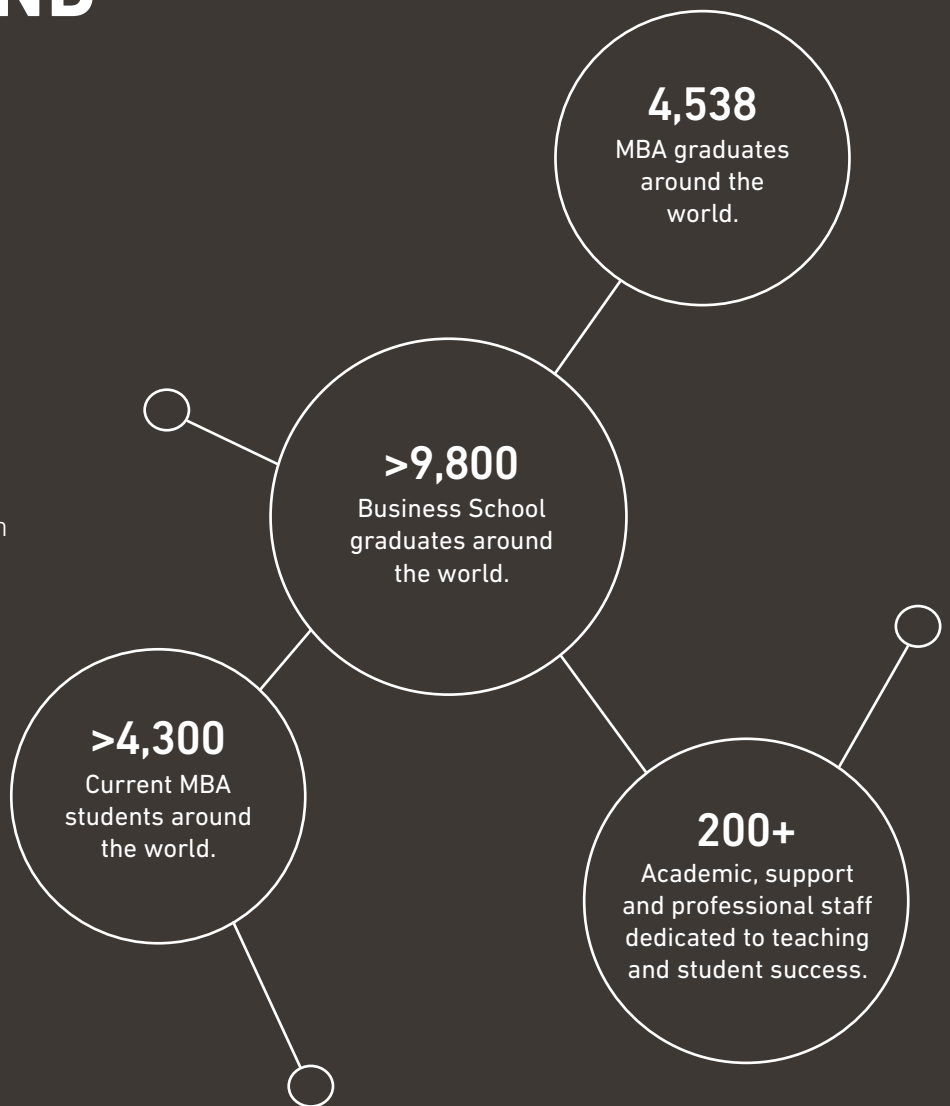 4,538
MBA graduates
around the
world.
>9,800
Business School
graduates around
the world.
>4,300
Current MBA
students around
the world.
200+
Academic, support
and professional staff
dedicated to teaching
and student success.